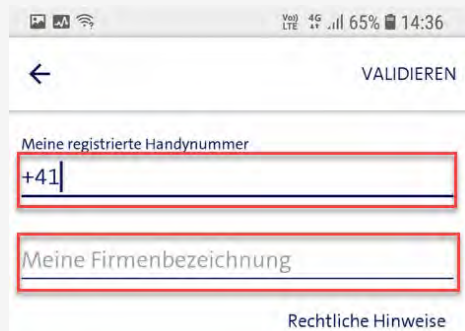 Vo)) LTE 4G 65% 14:36
VALIDIEREN
Meine registrierte Handynummer
+41
Meine Firmenbezeichnung
Rechtliche Hinweise